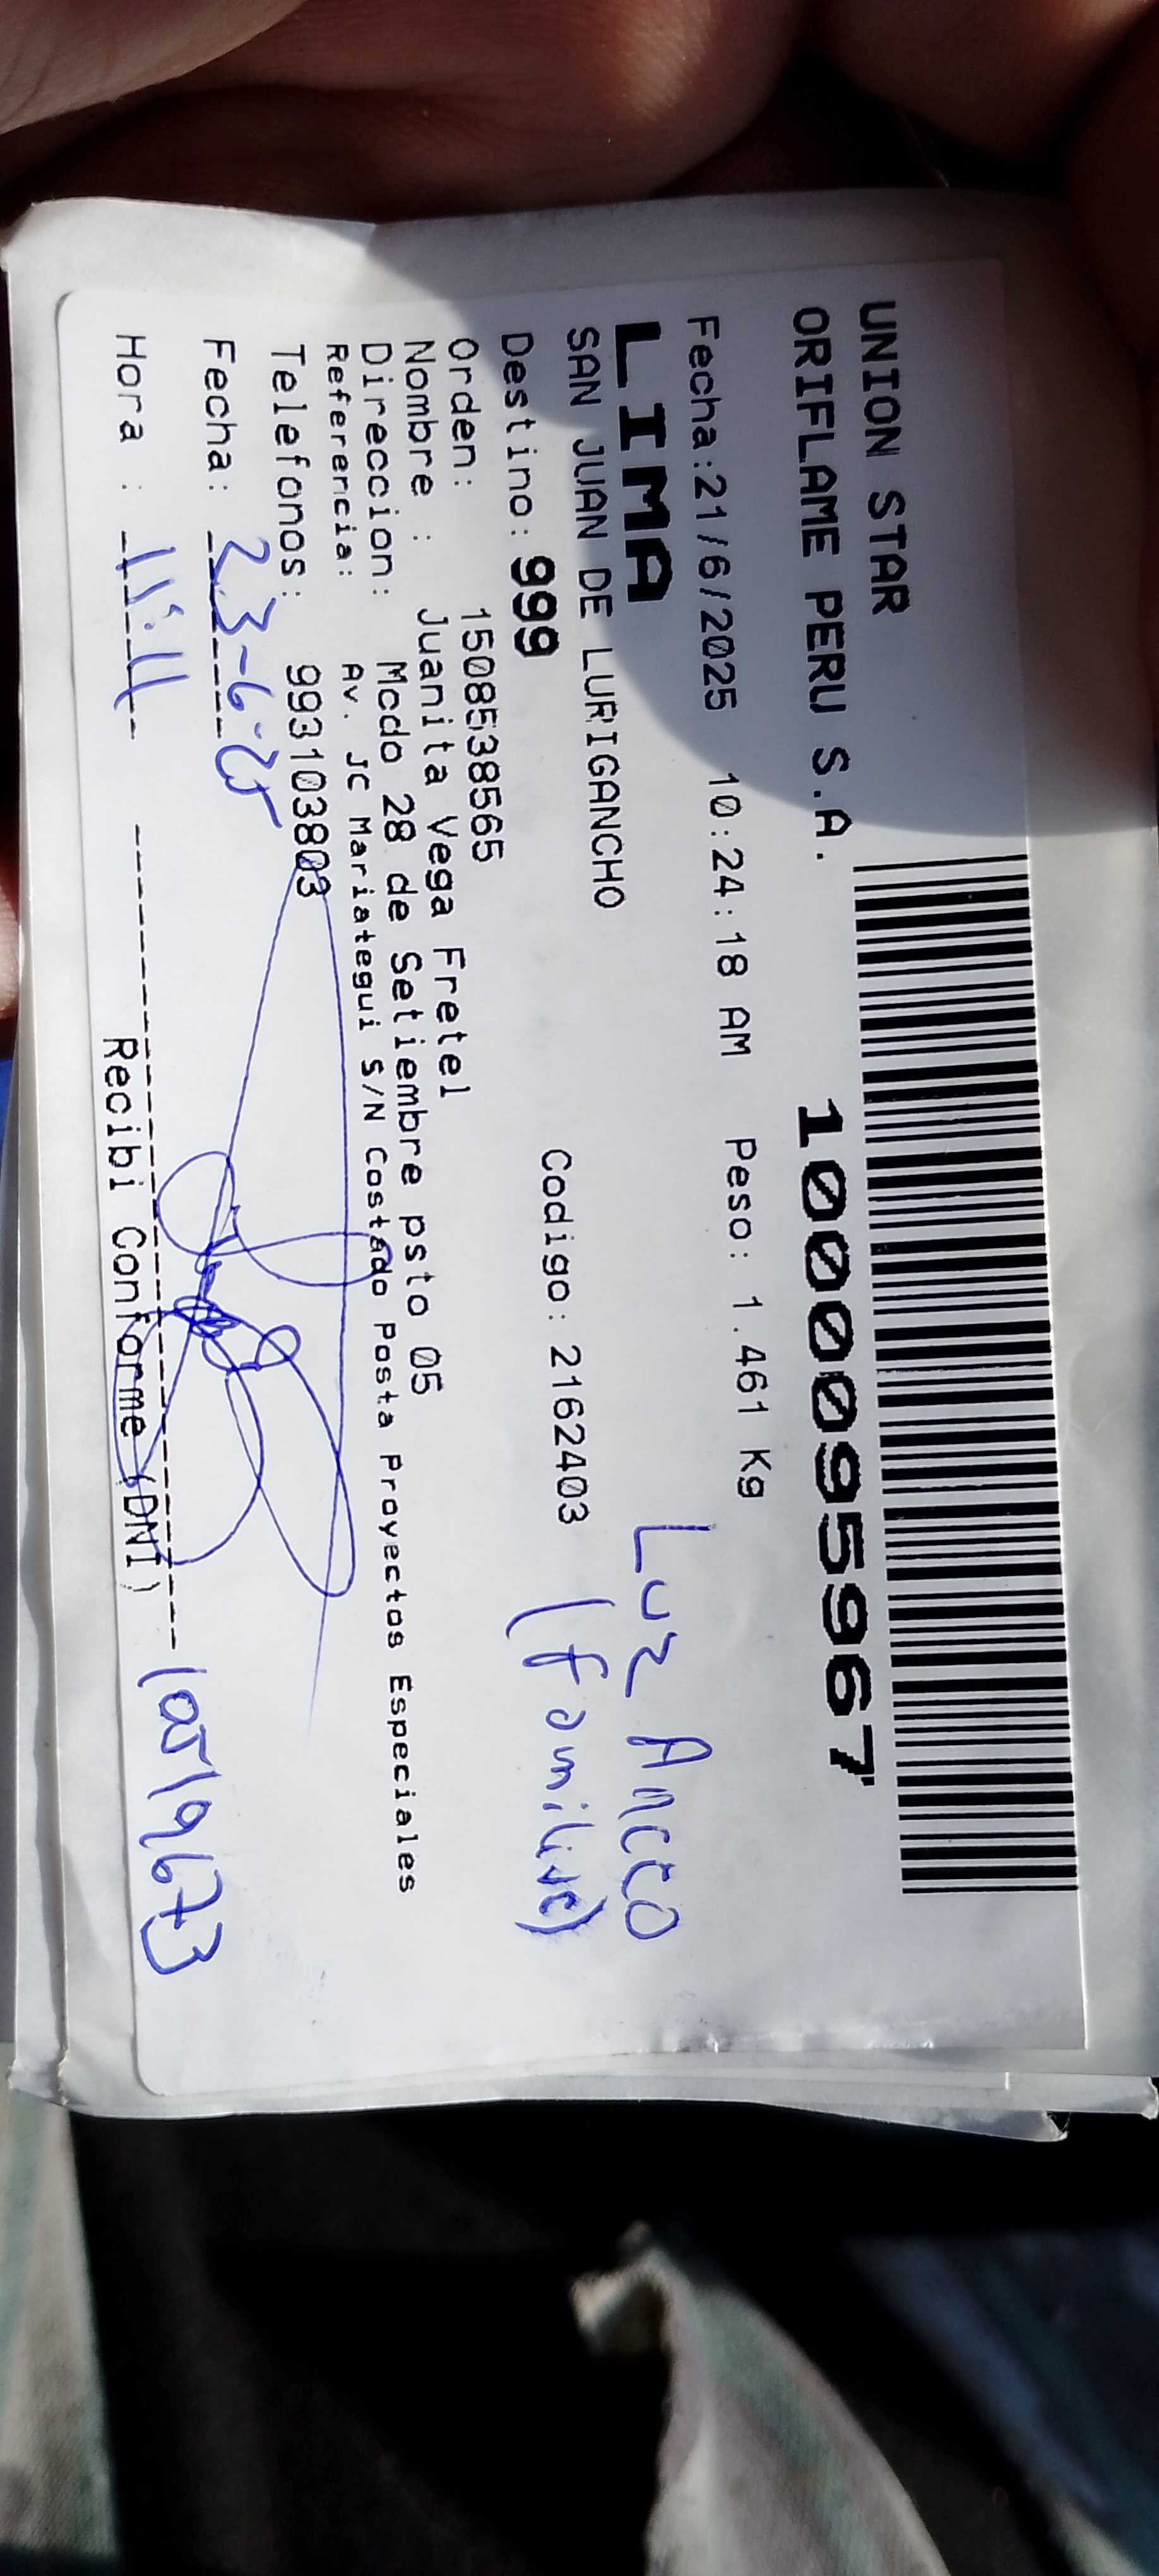 UNION STAR
ORIFLAME PERU S.A. 1000095967
Fecha:21/6/2025 10:24:18 AM Peso: 1.461 Kg
LIMA
SAN JUAN DE LURIGANCHO
Luz Ancco
Destino: 999 Codigo: 2162403 (familiar)
Orden: 1508538565
Nombre : Juanita Vega Fretel
Direccion: Mcdo 28 de Setiembre psto 05
Referencia: Av. JC Mariategui S/N Costado Posta Proyectos Especiales
Telefonos: 993103803
Fecha: 23-6-25
Hora : 11:11
Recibi Conforme (DNI) 10519673